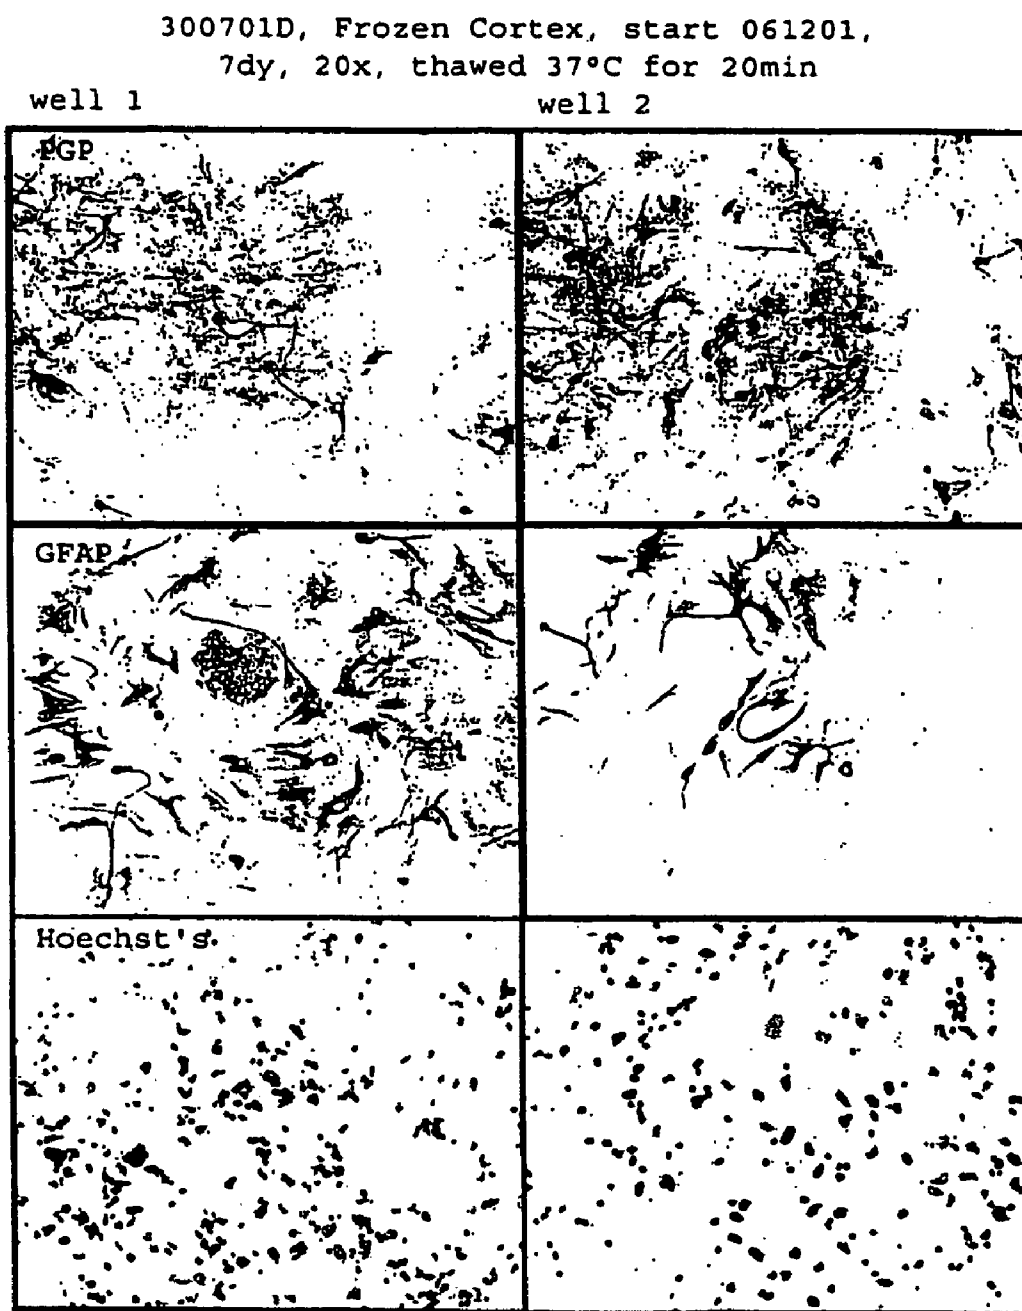 300701D, Frozen Cortex, start 061201,
7dy, 20x, thawed 37°C for 20min
well 1
well 2
PGP
GFAP
Hoechst's